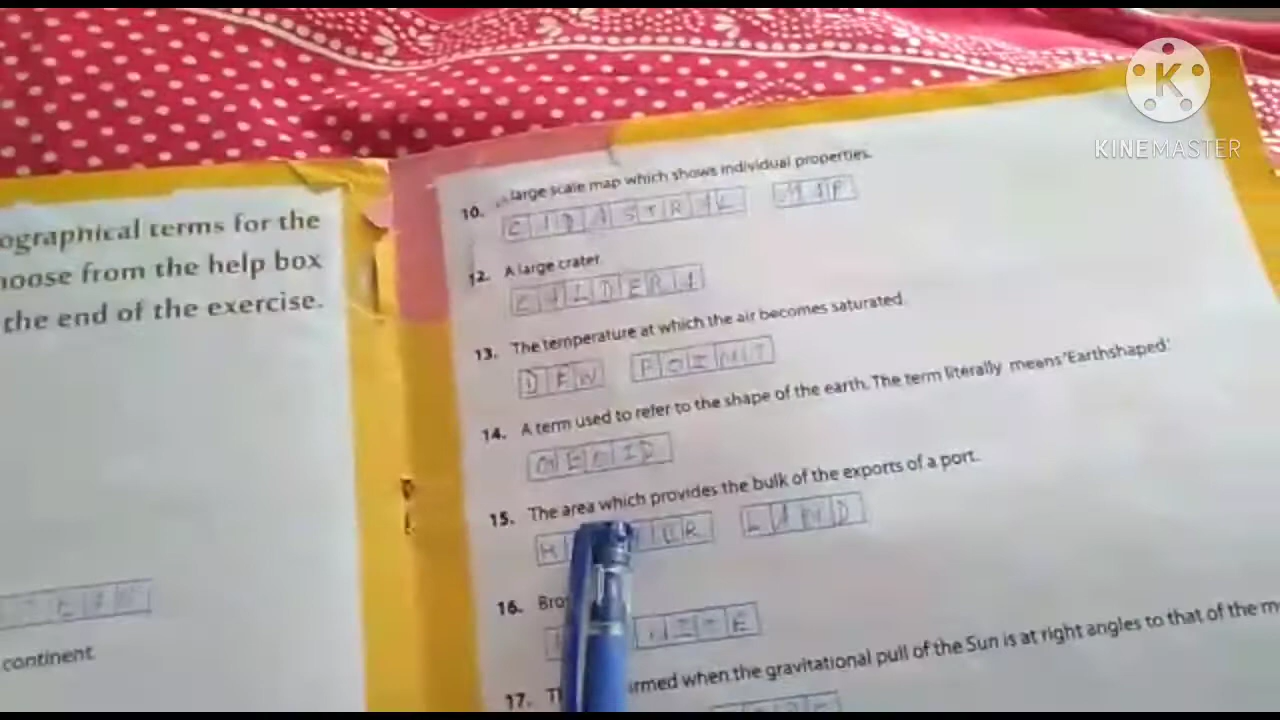 ographical terms for the
hoose from the help box
the end of the exercise.
continent
10. large scale map which shows individual properties.
CADASTRAL MAP
12. A large crater
CALDERA
13. The temperature at which the air becomes saturated.
DEW POINT
14. A term used to refer to the shape of the earth. The term literally means 'Earthshaped.'
GEOID
15. The area which provides the bulk of the exports of a port.
LAND
16.
17. rmed when the gravitational pull of the Sun is at right angles to that of the m
K
KINEMASTER